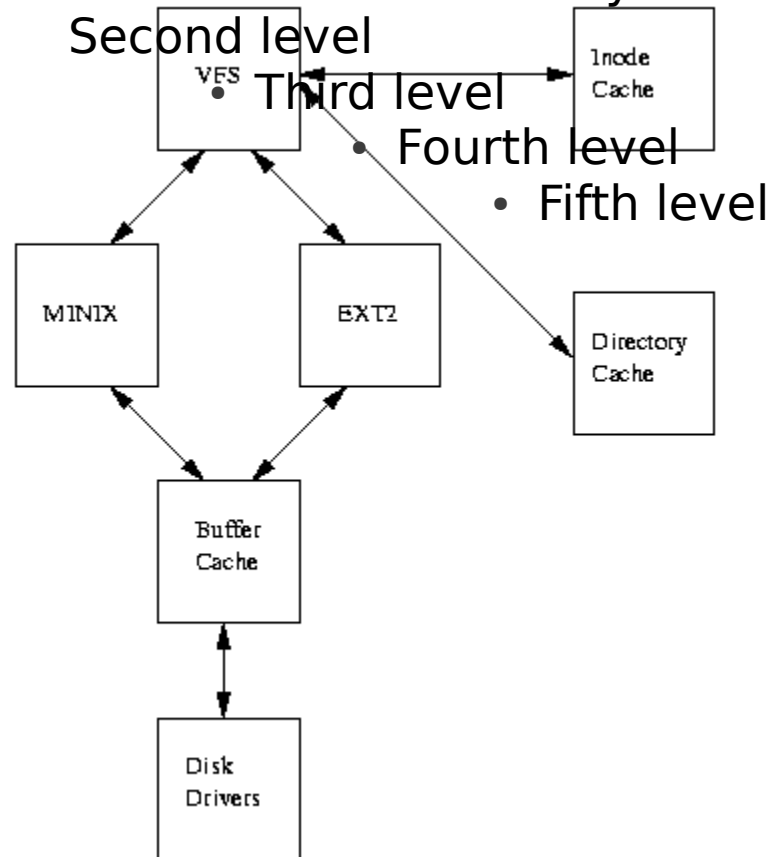 Second level
VFS
Third level
Fourth level
Fifth level
Inode
Cache
MINIX
EXT2
Directory
Cache
Buffer
Cache
Disk
Drivers